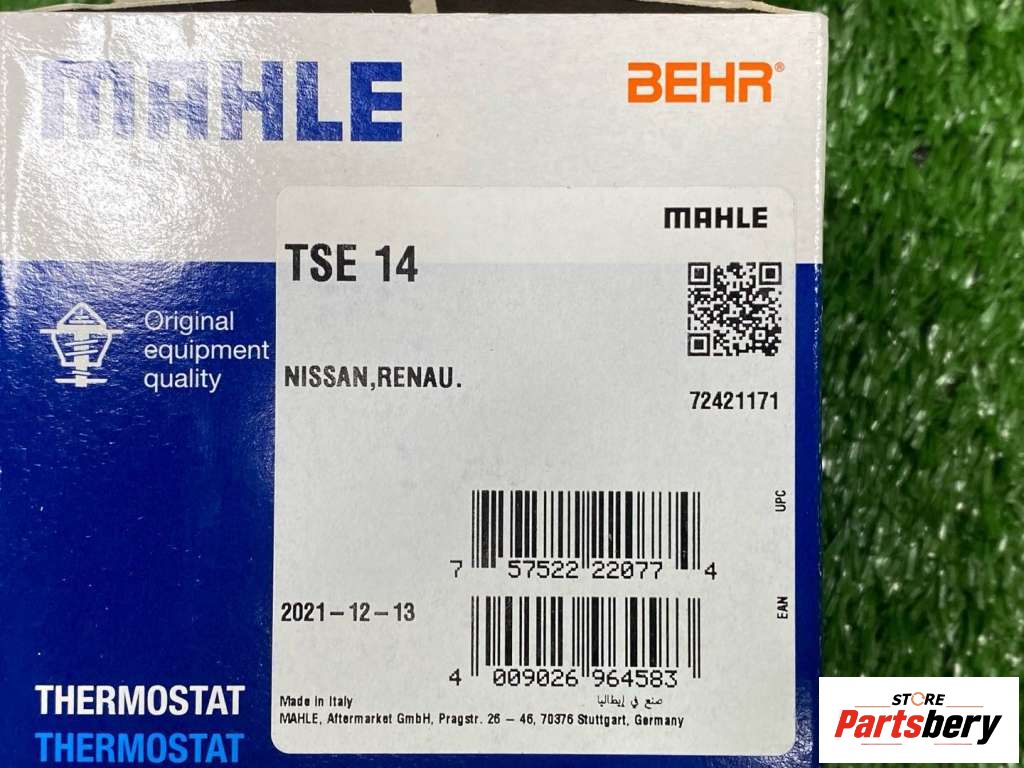 MAHLE
BEHR®
MAHLE
TSE 14
Original
equipment
quality
NISSAN,RENAU.
72421171
UPC
7 57522 22077 4
EAN
2021-12-13
4 009026 964583
Made in Italy
صنع في إيطاليا
MAHLE, Aftermarket GmbH, Pragstr. 26 – 46, 70376 Stuttgart, Germany
THERMOSTAT
THERMOSTAT
STORE
Partsbery